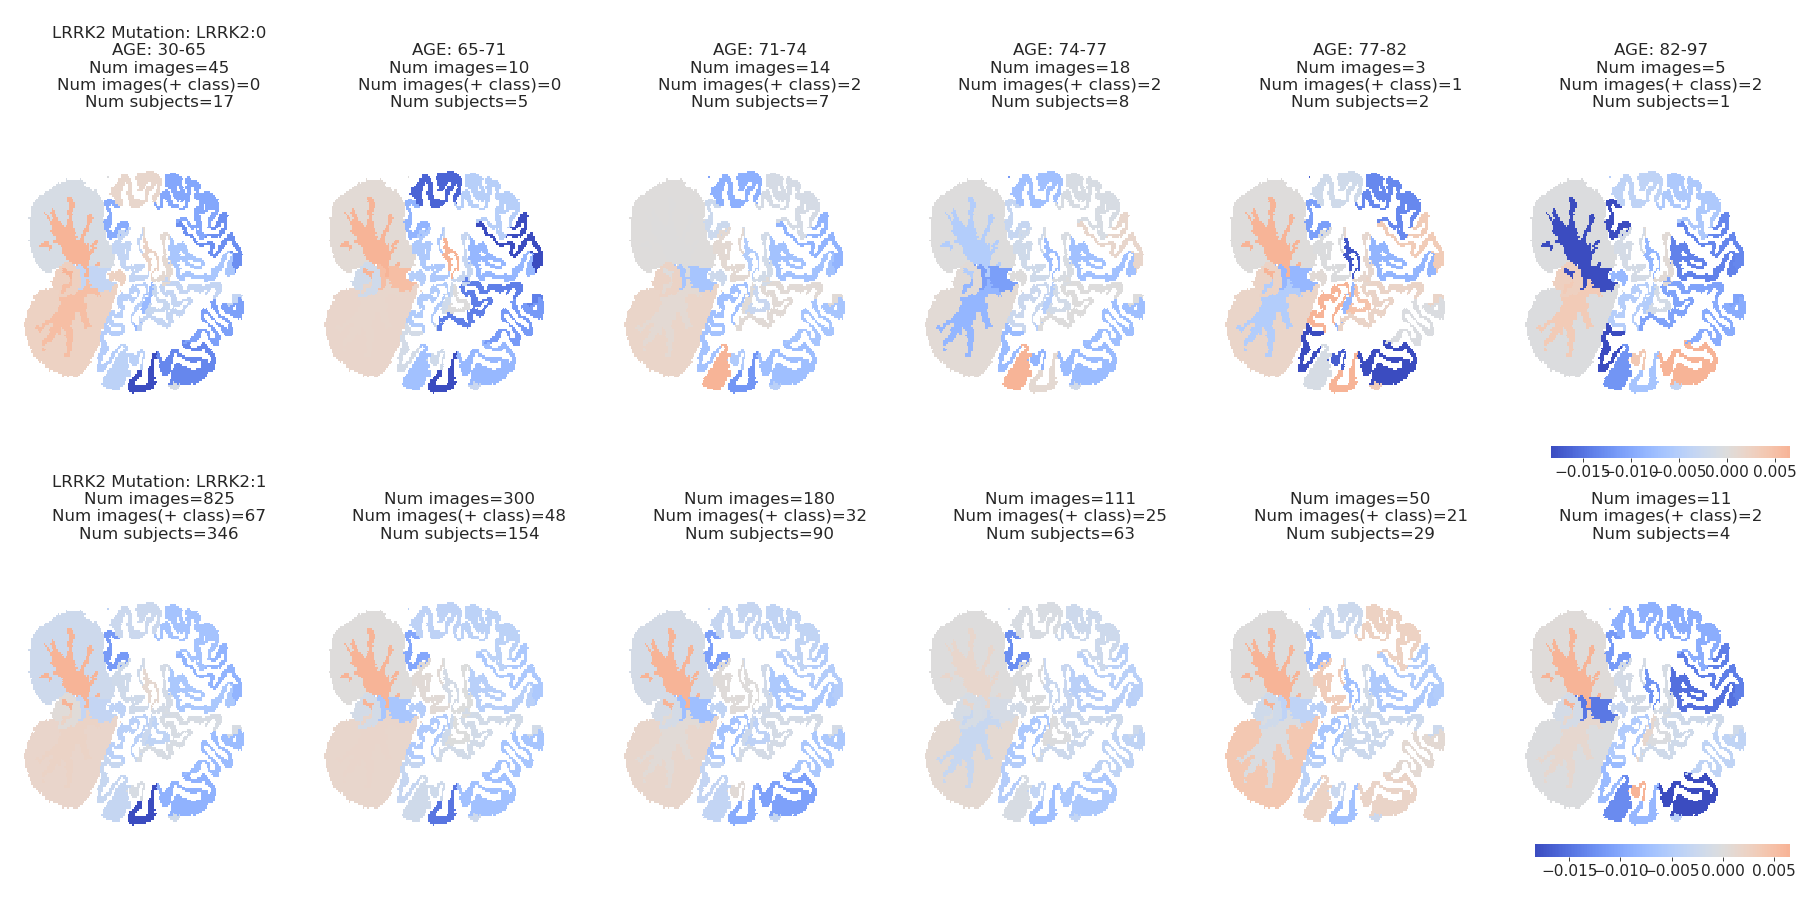 LRRK2 Mutation: LRRK2:0
AGE: 30-65
Num images=45
Num images(+ class)=0
Num subjects=17
AGE: 65-71
Num images=10
Num images(+ class)=0
Num subjects=5
AGE: 71-74
Num images=14
Num images(+ class)=2
Num subjects=7
AGE: 74-77
Num images=18
Num images(+ class)=2
Num subjects=8
AGE: 77-82
Num images=3
Num images(+ class)=1
Num subjects=2
AGE: 82-97
Num images=5
Num images(+ class)=2
Num subjects=1
−0.015 −0.010 −0.005 0.000 0.005
LRRK2 Mutation: LRRK2:1
Num images=825
Num images(+ class)=67
Num subjects=346
Num images=300
Num images(+ class)=48
Num subjects=154
Num images=180
Num images(+ class)=32
Num subjects=90
Num images=111
Num images(+ class)=25
Num subjects=63
Num images=50
Num images(+ class)=21
Num subjects=29
Num images=11
Num images(+ class)=2
Num subjects=4
−0.015 −0.010 −0.005 0.000 0.005